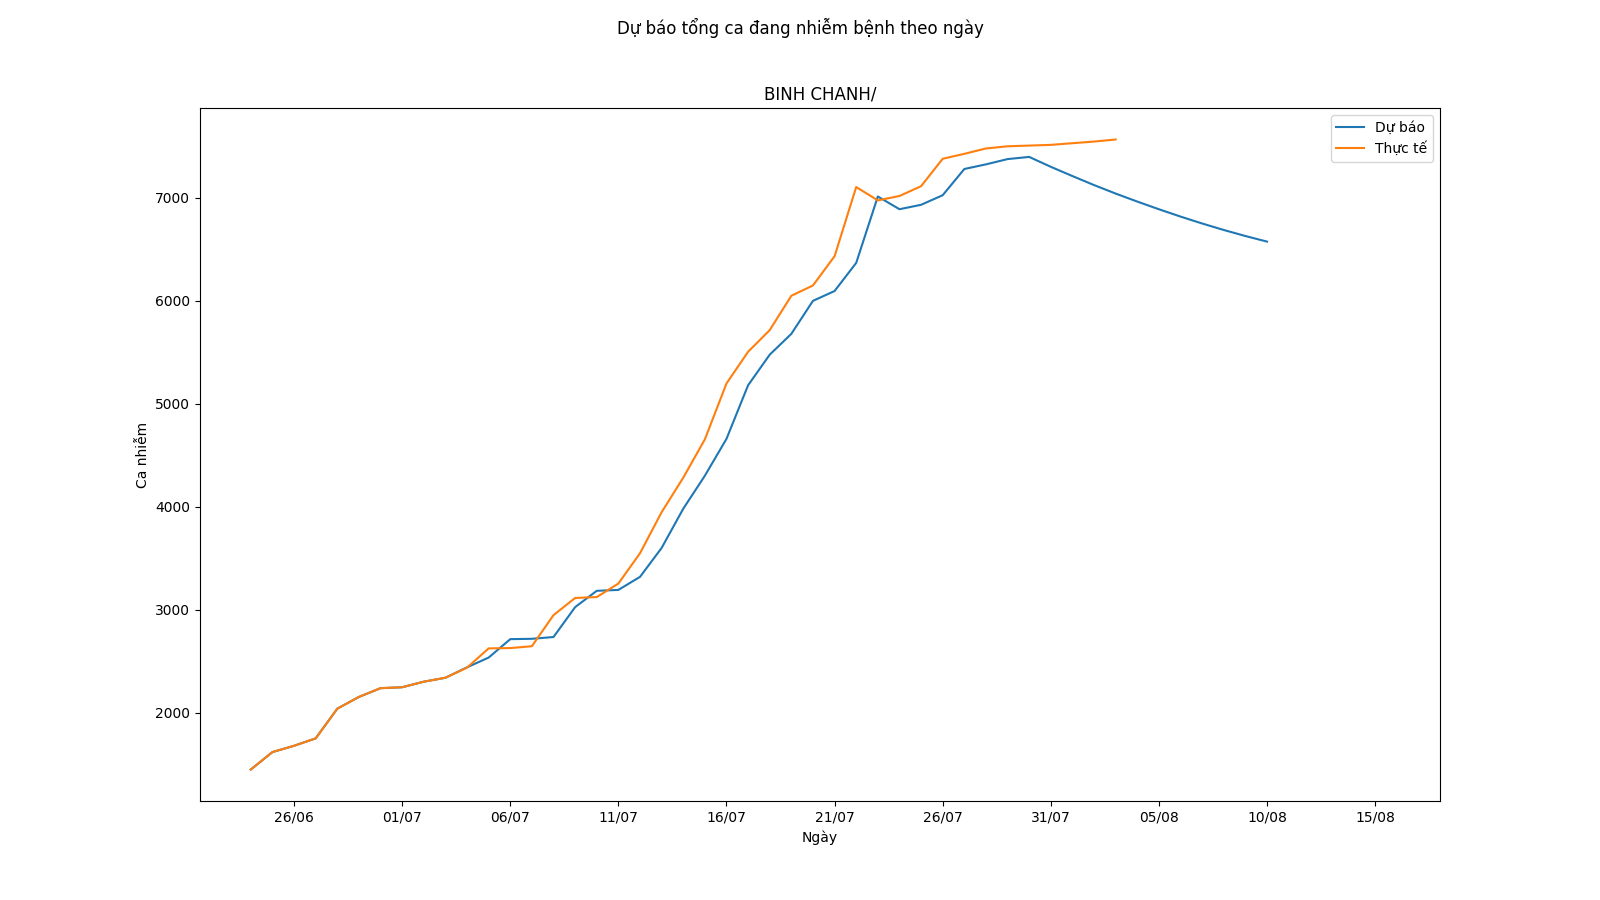 Dự báo tổng ca đang nhiễm bệnh theo ngày
BINH CHANH/
Dự báo
Thực tế
7000
6000
5000
4000
3000
2000
Ca nhiễm
26/06 01/07 06/07 11/07 16/07 21/07 26/07 31/07 05/08 10/08 15/08
Ngày